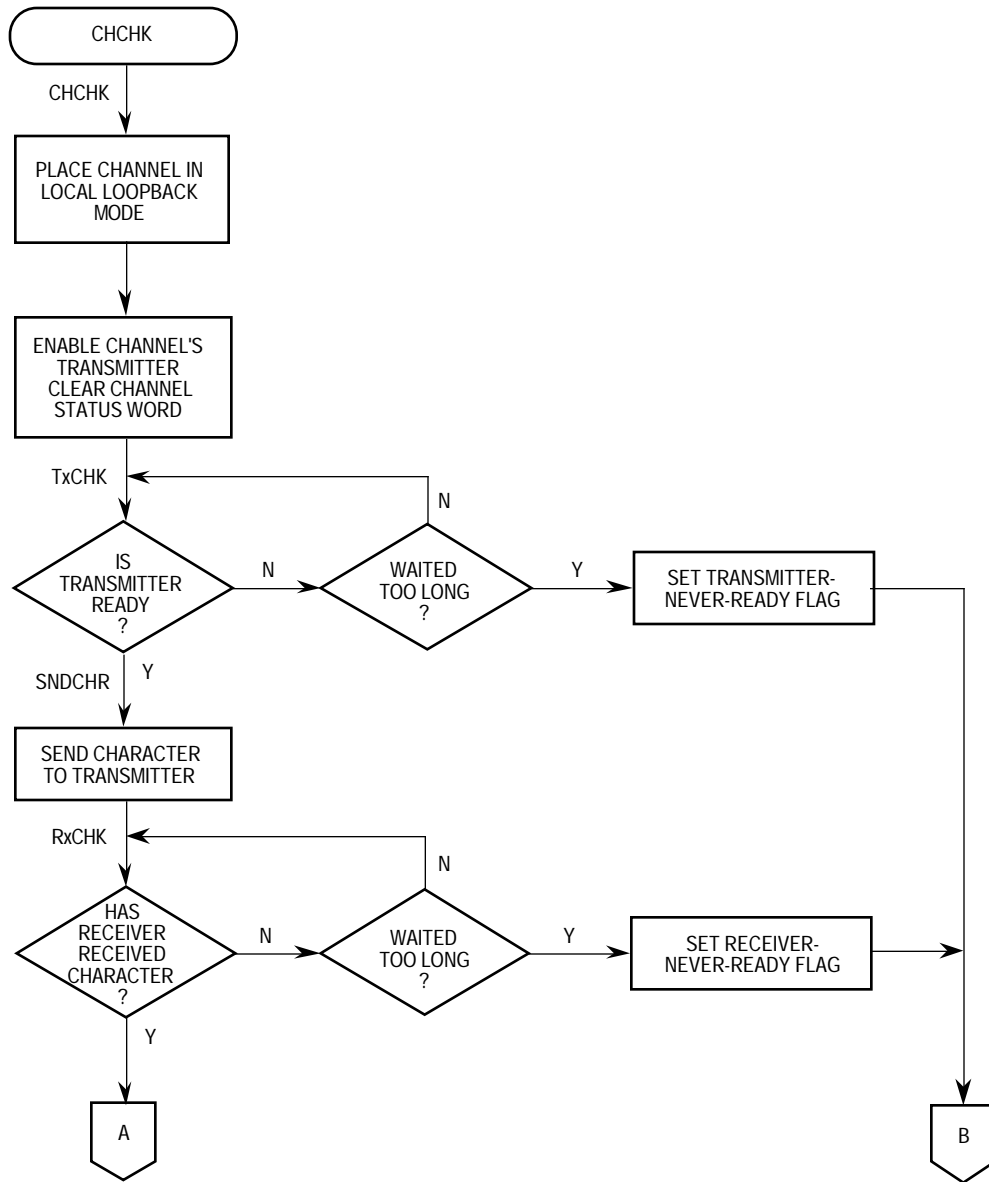 CHCHK
CHCHK
PLACE CHANNEL IN
LOCAL LOOPBACK
MODE
ENABLE CHANNEL'S
TRANSMITTER
CLEAR CHANNEL
STATUS WORD
TxCHK
N
IS
TRANSMITTER
READY
?
N
WAITED
TOO LONG
?
Y
SET TRANSMITTER-
NEVER-READY FLAG
Y
SNDCHR
SEND CHARACTER
TO TRANSMITTER
RxCHK
N
HAS
RECEIVER
RECEIVED
CHARACTER
?
N
WAITED
TOO LONG
?
Y
SET RECEIVER-
NEVER-READY FLAG
Y
A
B